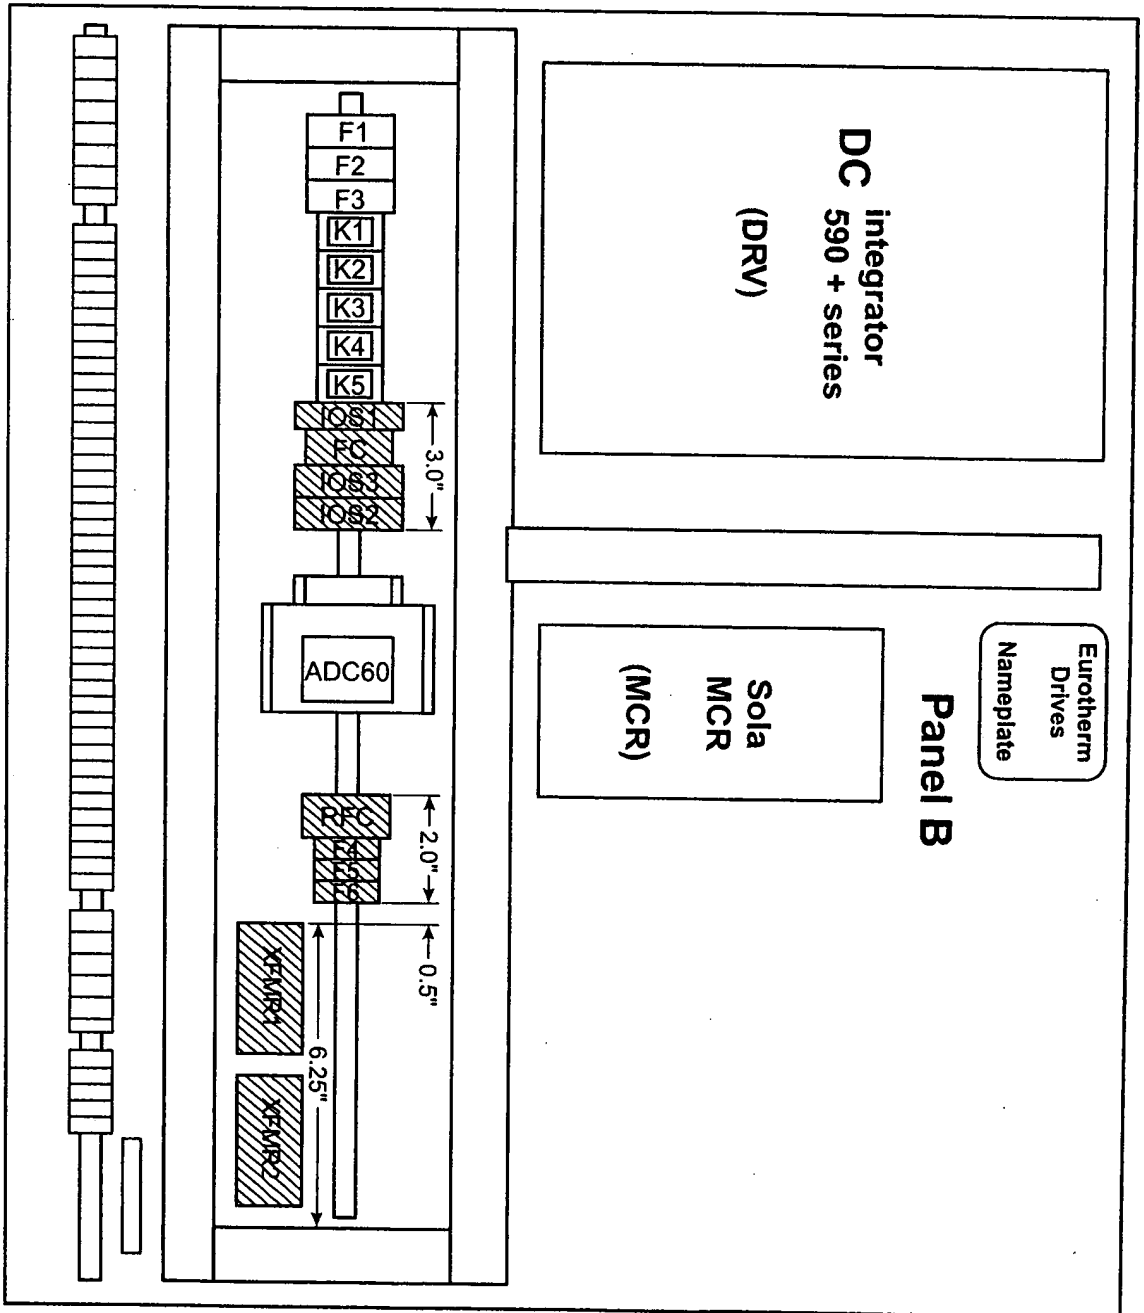 DC integrator
590 + series
(DRV)
Eurotherm
Drives
Nameplate
Panel B
Sola
MCR
(MCR)
F1
F2
F3
K1
K2
K3
K4
K5
IOS1
FC
IOS3
IOS2
3.0"
ADC60
RFC
F4
F5
F6
2.0"
0.5"
XFMR1
6.25"
XFMR2